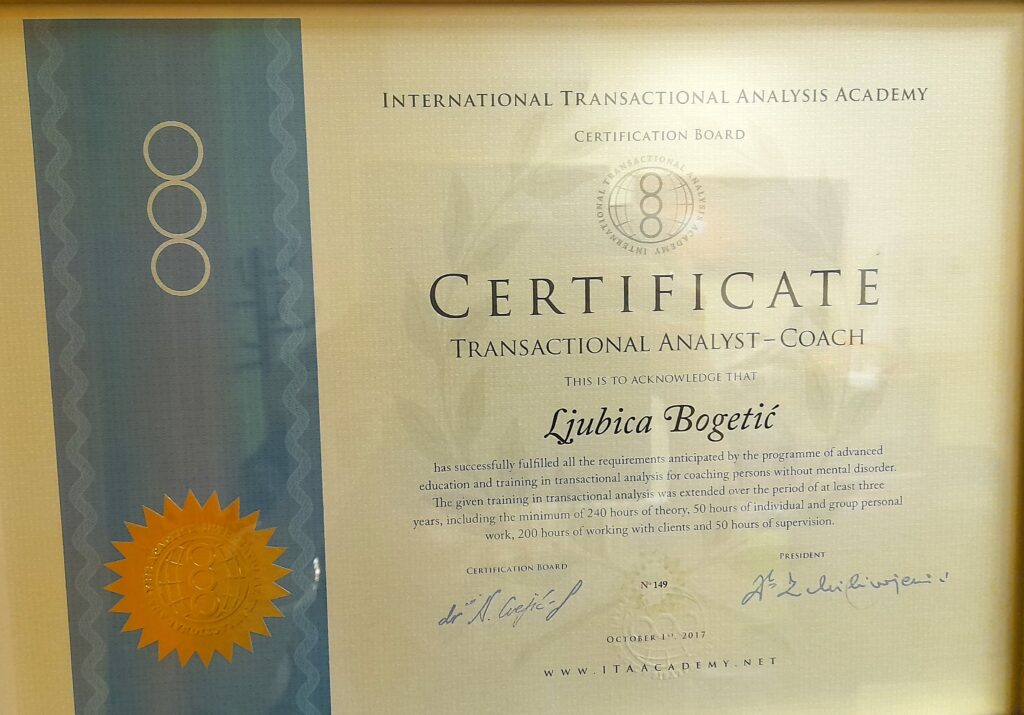 INTERNATIONAL TRANSACTIONAL ANALYSIS ACADEMY
CERTIFICATION BOARD
INTERNATIONAL TRANSACTIONAL ANALYSIS ACADEMY
CERTIFICATE
TRANSACTIONAL ANALYST – COACH
THIS IS TO ACKNOWLEDGE THAT
Ljubica Bogetić
has successfully fulfilled all the requirements anticipated by the programme of advanced
education and training in transactional analysis for coaching persons without mental disorder.
The given training in transactional analysis was extended over the period of at least three
years, including the minimum of 240 hours of theory, 50 hours of individual and group personal
work, 200 hours of working with clients and 50 hours of supervision.
CERTIFICATION BOARD
PRESIDENT
Nº 149
OCTOBER 1ST, 2017
WWW.ITAACADEMY.NET